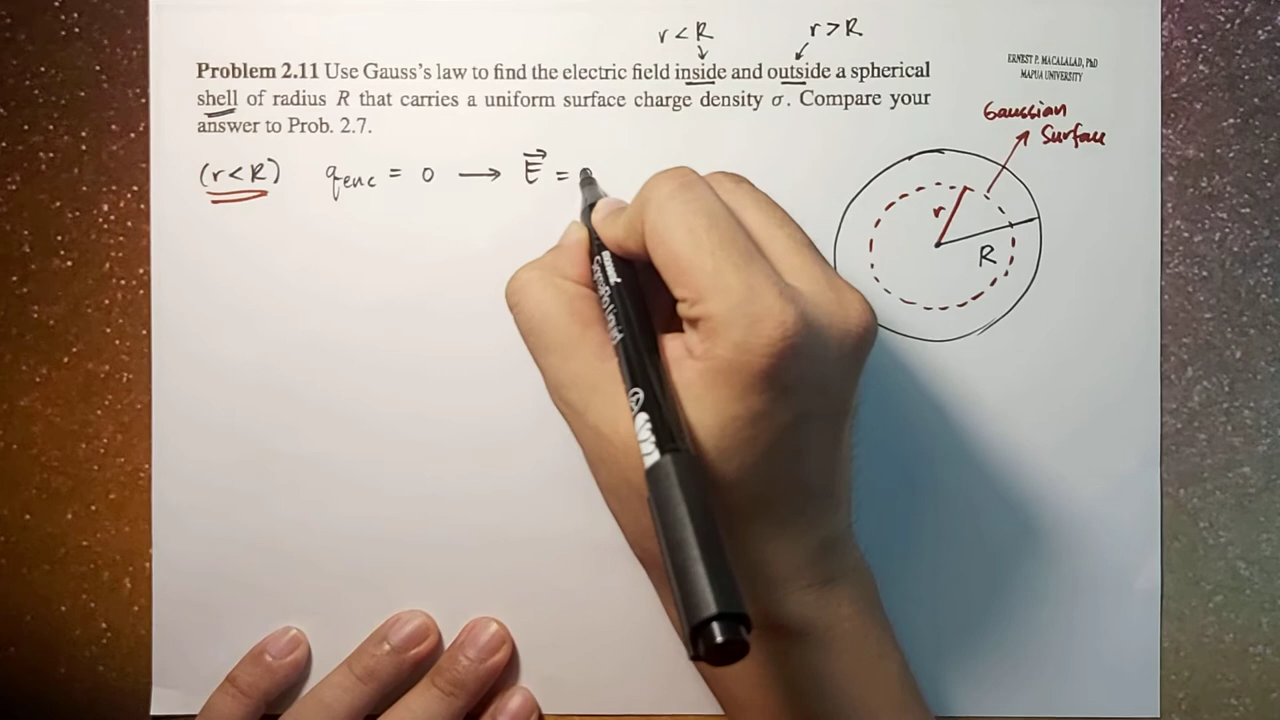 r < R
r > R
Problem 2.11 Use Gauss's law to find the electric field inside and outside a spherical
shell of radius R that carries a uniform surface charge density σ. Compare your
answer to Prob. 2.7.
ERNEST P. MACALALAD, PhD
MAPUA UNIVERSITY
Gaussian
Surface
(r<R) q_enc = 0 → E⃗ =
r
R